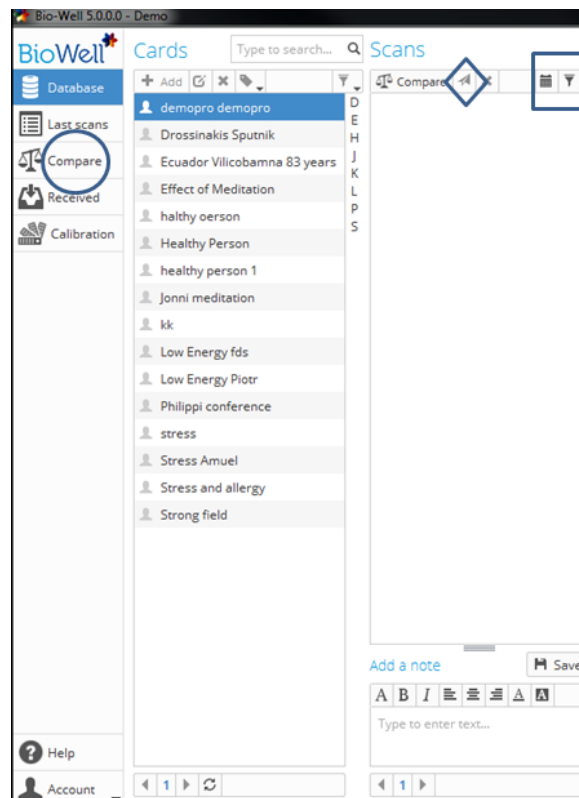 Bio-Well 5.0.0.0 - Demo
BioWell
Database
Last scans
Compare
Received
Calibration
Help
Account
Cards
Type to search...
Add
demopro demopro
Drossinakis Sputnik
Ecuador Vilicobamna 83 years
Effect of Meditation
halthy oerson
Healthy Person
healthy person 1
Jonni meditation
kk
Low Energy fds
Low Energy Piotr
Philippi conference
stress
Stress Amuel
Stress and allergy
Strong field
D
E
H
J
K
L
P
S
1
Scans
Compare
Add a note
Save
A B I A A
Type to enter text...
1